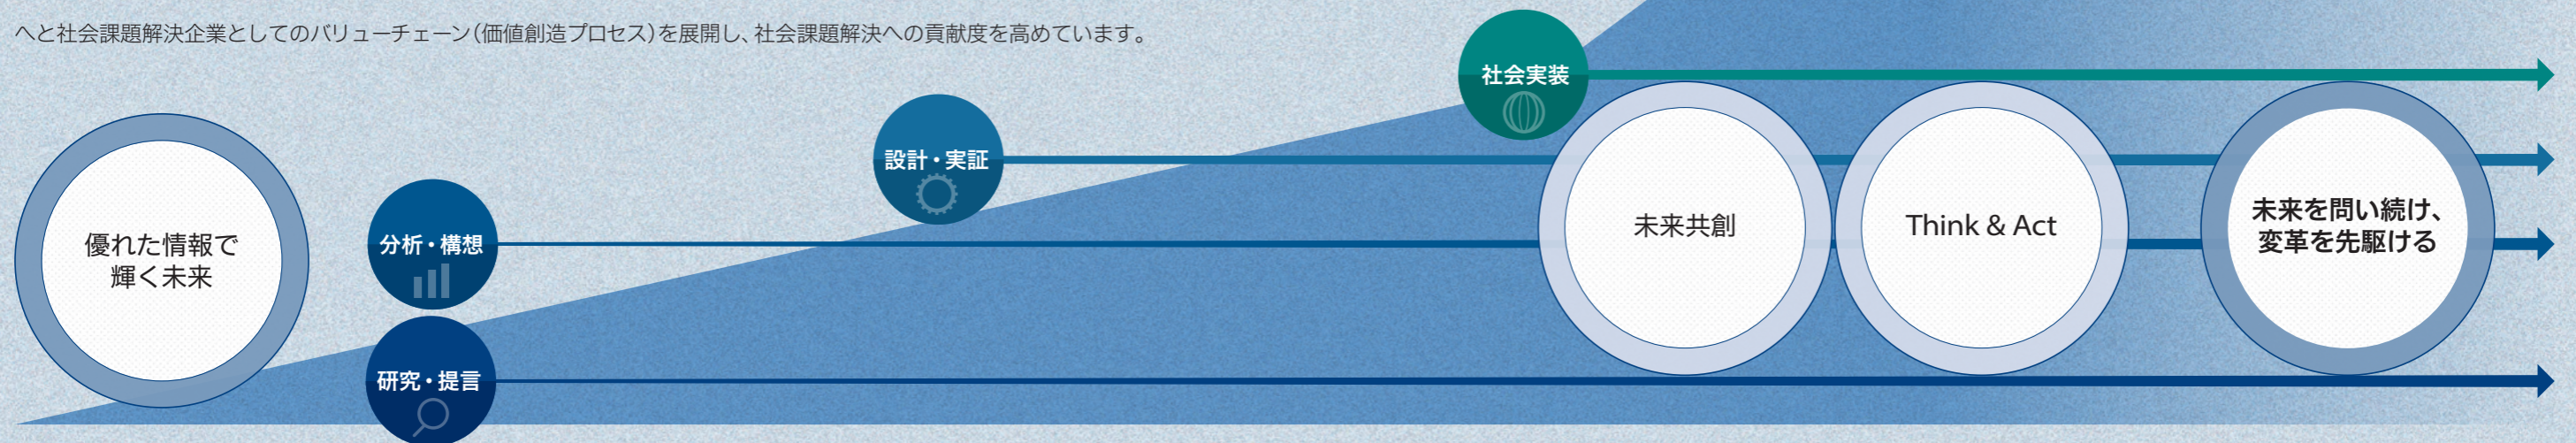 へと社会課題解決企業としてのバリューチェーン（価値創造プロセス）を展開し、社会課題解決への貢献度を高めています。
社会実装
設計・実証
分析・構想
研究・提言
優れた情報で
輝く未来
未来共創
Think & Act
未来を問い続け、
変革を先駆ける